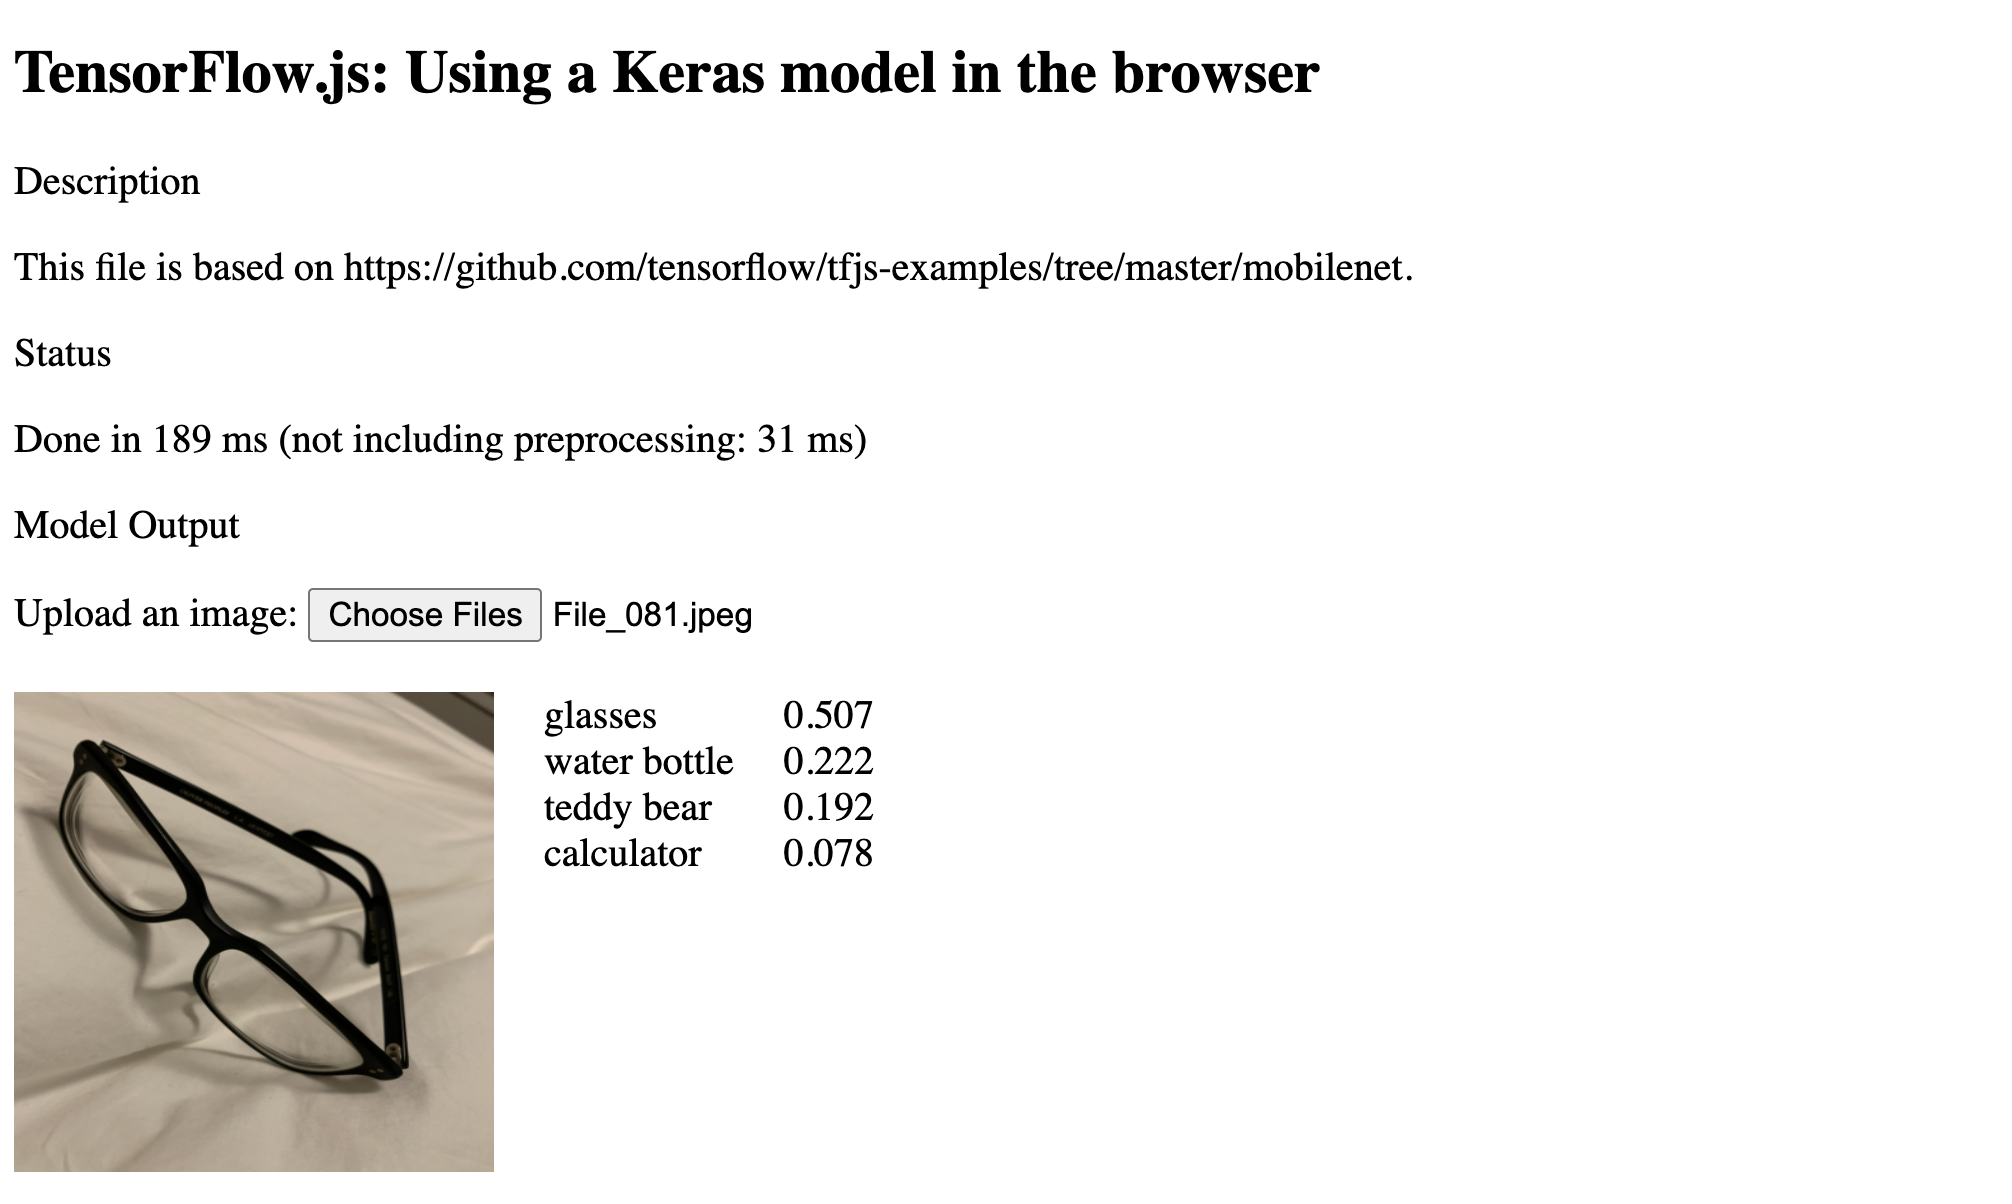 TensorFlow.js: Using a Keras model in the browser
Description
This file is based on https://github.com/tensorflow/tfjs-examples/tree/master/mobilenet.
Status
Done in 189 ms (not including preprocessing: 31 ms)
Model Output
Upload an image: Choose Files File_081.jpeg
glasses 0.507
water bottle 0.222
teddy bear 0.192
calculator 0.078